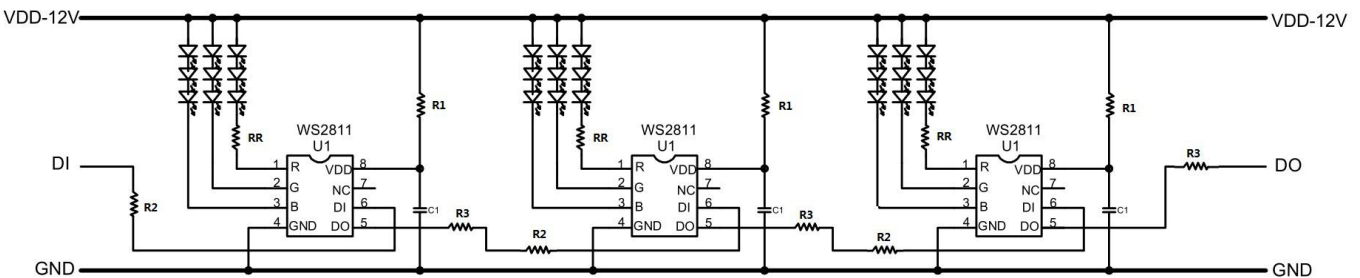 VDD-12V
VDD-12V
R1
R1
R1
RR
WS2811
U1
RR
WS2811
U1
RR
WS2811
U1
DI
R3
DO
1 R VDD 8
2 G NC 7
3 B DI 6
4 GND DO 5
1 R VDD 8
2 G NC 7
3 B DI 6
4 GND DO 5
1 R VDD 8
2 G NC 7
3 B DI 6
4 GND DO 5
R2
C1
R3
R2
C1
R3
R2
C1
GND
GND